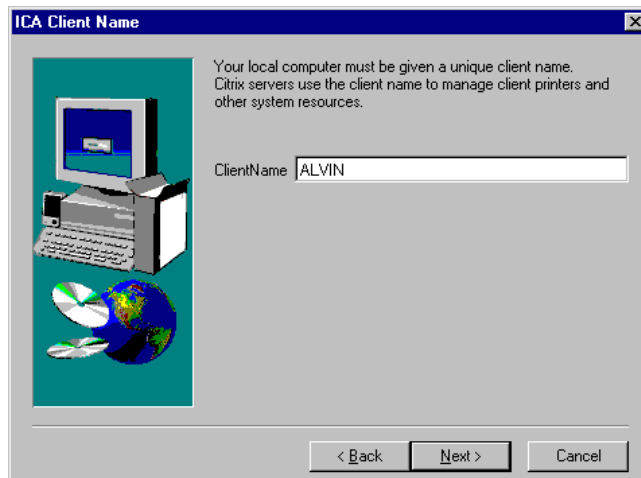 ICA Client Name
Your local computer must be given a unique client name.
Citrix servers use the client name to manage client printers and
other system resources.
ClientName ALVIN
< Back Next > Cancel